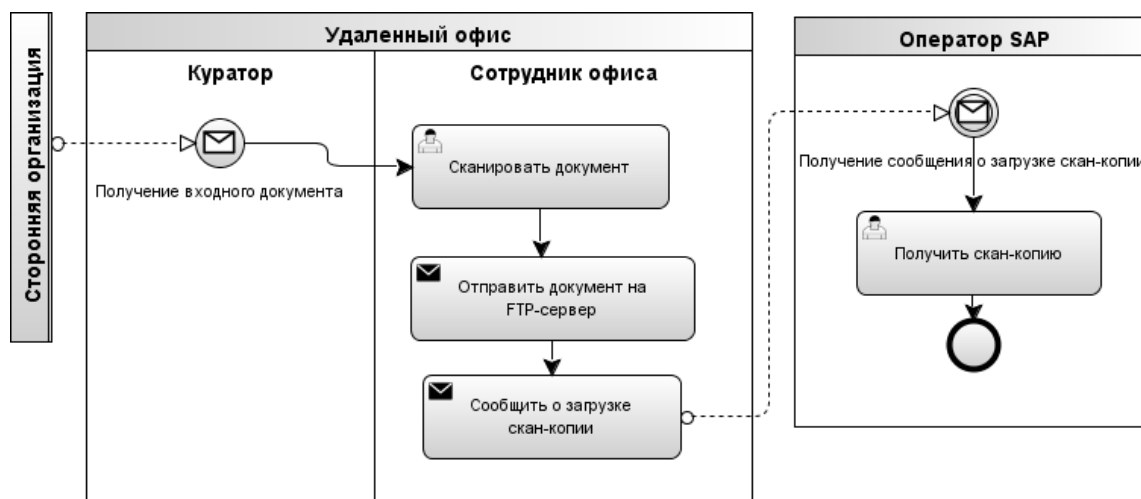 Сторонняя организация
Удаленный офис
Куратор
Сотрудник офиса
Получение входного документа
Сканировать документ
Отправить документ на
FTP-сервер
Сообщить о загрузке
скан-копии
Оператор SAP
Получение сообщения о загрузке скан-копии
Получить скан-копию